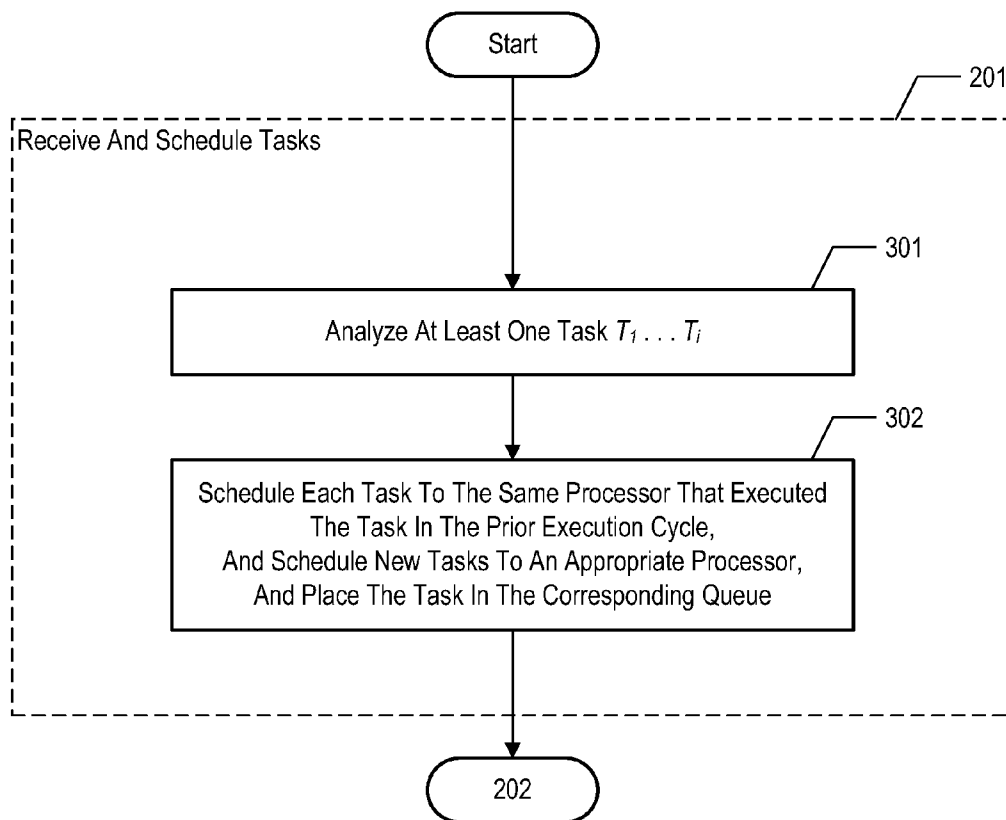 Start
201
Receive And Schedule Tasks
301
Analyze At Least One Task T1 . . . Ti
302
Schedule Each Task To The Same Processor That Executed
The Task In The Prior Execution Cycle,
And Schedule New Tasks To An Appropriate Processor,
And Place The Task In The Corresponding Queue
202